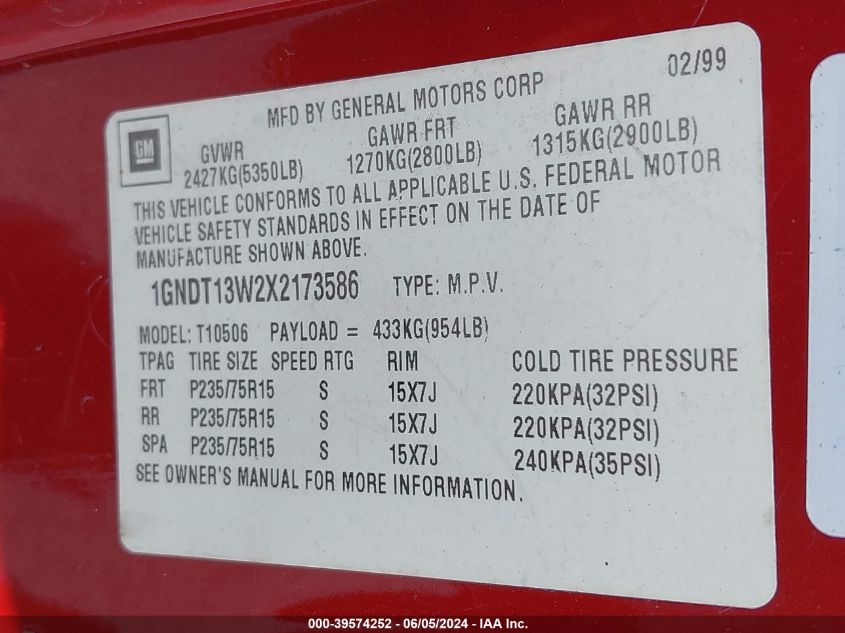 02/99
MFD BY GENERAL MOTORS CORP
GM
GVWR GAWR FRT GAWR RR
2427KG(5350LB) 1270KG(2800LB) 1315KG(2900LB)
THIS VEHICLE CONFORMS TO ALL APPLICABLE U.S. FEDERAL MOTOR
VEHICLE SAFETY STANDARDS IN EFFECT ON THE DATE OF
MANUFACTURE SHOWN ABOVE.
1GNDT13W2X2173586 TYPE: M.P.V.
MODEL: T10506 PAYLOAD = 433KG(954LB)
TPAG TIRE SIZE SPEED RTG RIM COLD TIRE PRESSURE
FRT P235/75R15 S 15X7J 220KPA(32PSI)
RR P235/75R15 S 15X7J 220KPA(32PSI)
SPA P235/75R15 S 15X7J 240KPA(35PSI)
SEE OWNER'S MANUAL FOR MORE INFORMATION.
000-39574252 - 06/05/2024 - IAA Inc.